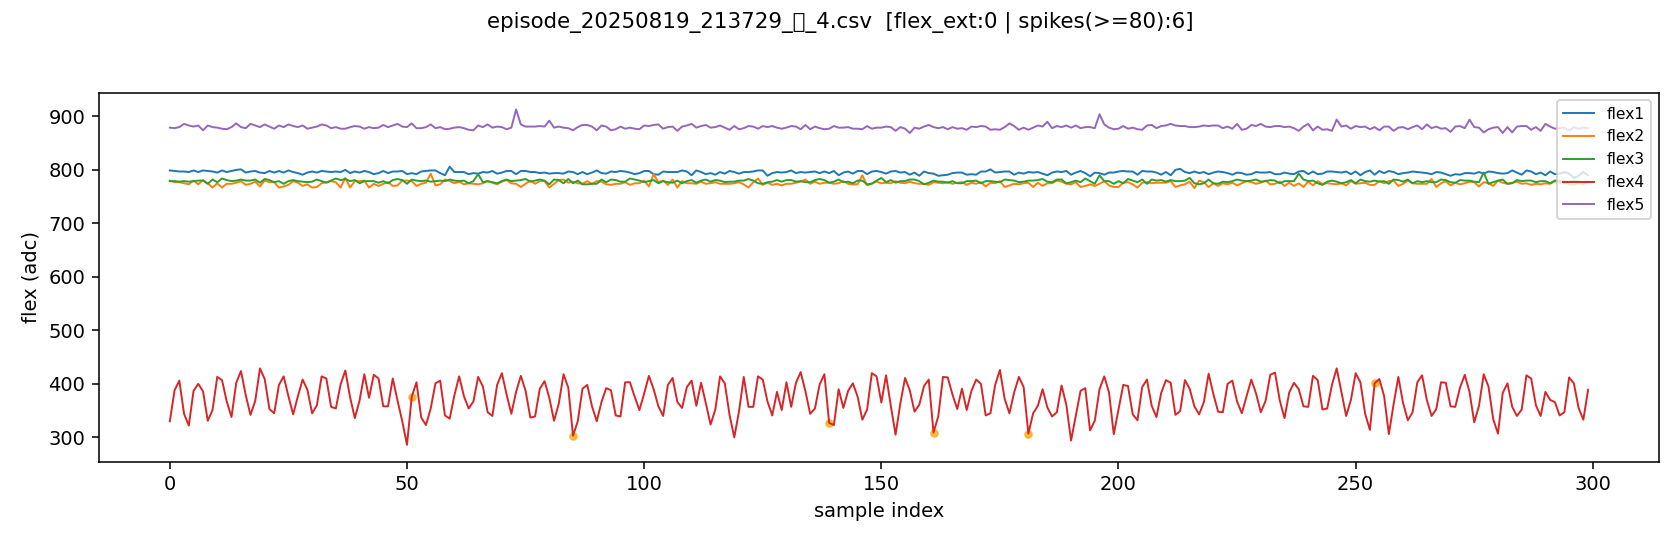 episode_20250819_213729_▯_4.csv [flex_ext:0 | spikes(>=80):6]
900
800
700
600
500
400
300
flex (adc)
flex1
flex2
flex3
flex4
flex5
0
50
100
150
200
250
300
sample index